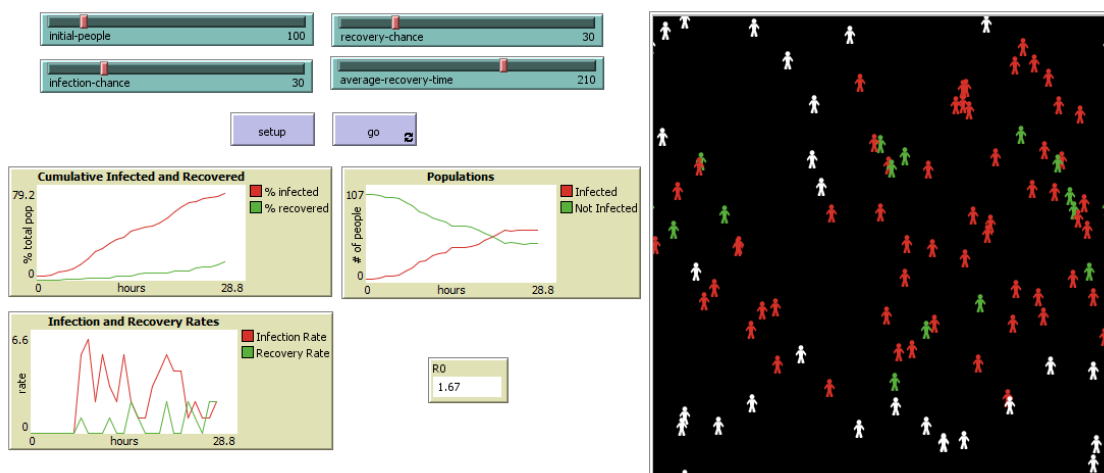 initial-people 100
recovery-chance 30
infection-chance 30
average-recovery-time 210
setup
go
Cumulative Infected and Recovered
79.2
% total pop
0
0 hours 28.8
% infected
% recovered
Populations
107
# of people
0
0 hours 28.8
Infected
Not Infected
Infection and Recovery Rates
6.6
rate
0
0 hours 28.8
Infection Rate
Recovery Rate
R0
1.67